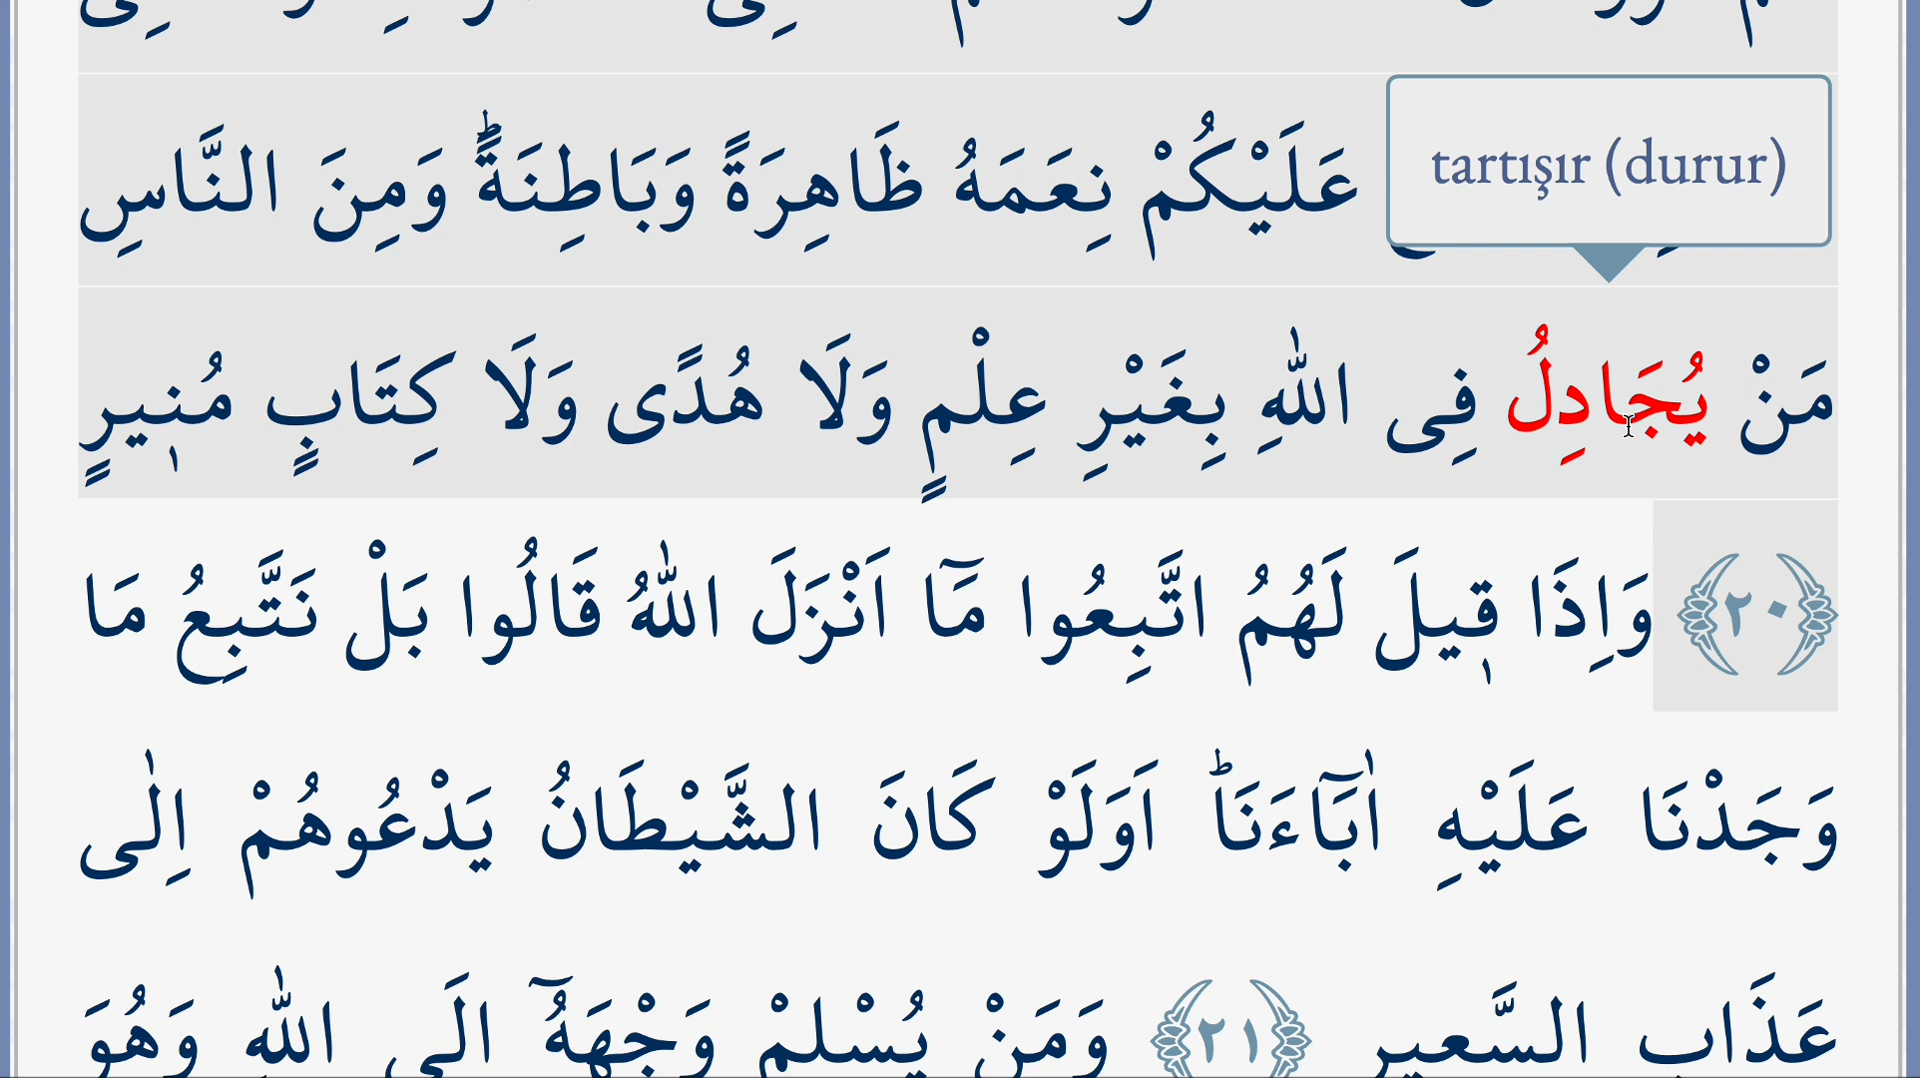 tartışır (durur)
عَلَيْكُمْ نِعَمَهُ ظَاهِرَةً وَبَاطِنَةًۜ وَمِنَ النَّاسِ
مَنْ يُجَادِلُ فِى اللّٰهِ بِغَيْرِ عِلْمٍ وَلَا هُدًى وَلَا كِتَابٍ مُنٖيرٍ
﴿٢٠﴾ وَاِذَا قٖيلَ لَهُمُ اتَّبِعُوا مَٓا اَنْزَلَ اللّٰهُ قَالُوا بَلْ نَتَّبِعُ مَا
وَجَدْنَا عَلَيْهِ اٰبَٓاءَنَاؕ اَوَلَوْ كَانَ الشَّيْطَانُ يَدْعُوهُمْ اِلٰى
عَذَابِ السَّعيرِ ﴿٢١﴾ وَمَنْ يُسْلِمْ وَجْهَهُٓ اِلَى اللّٰهِ وَهُوَ